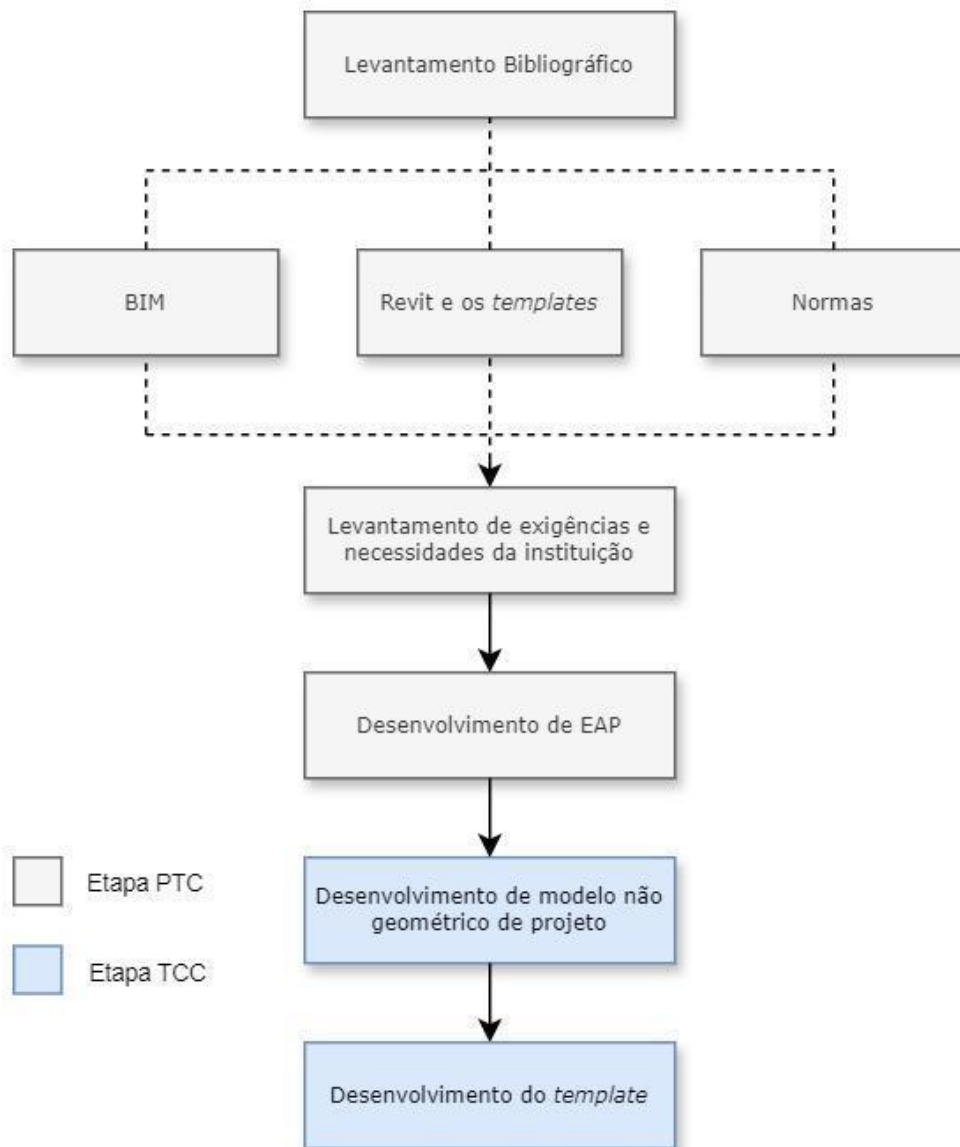 Levantamento Bibliográfico
BIM
Revit e os templates
Normas
Levantamento de exigências e
necessidades da instituição
Desenvolvimento de EAP
Desenvolvimento de modelo não
geométrico de projeto
Desenvolvimento do template
Etapa PTC
Etapa TCC